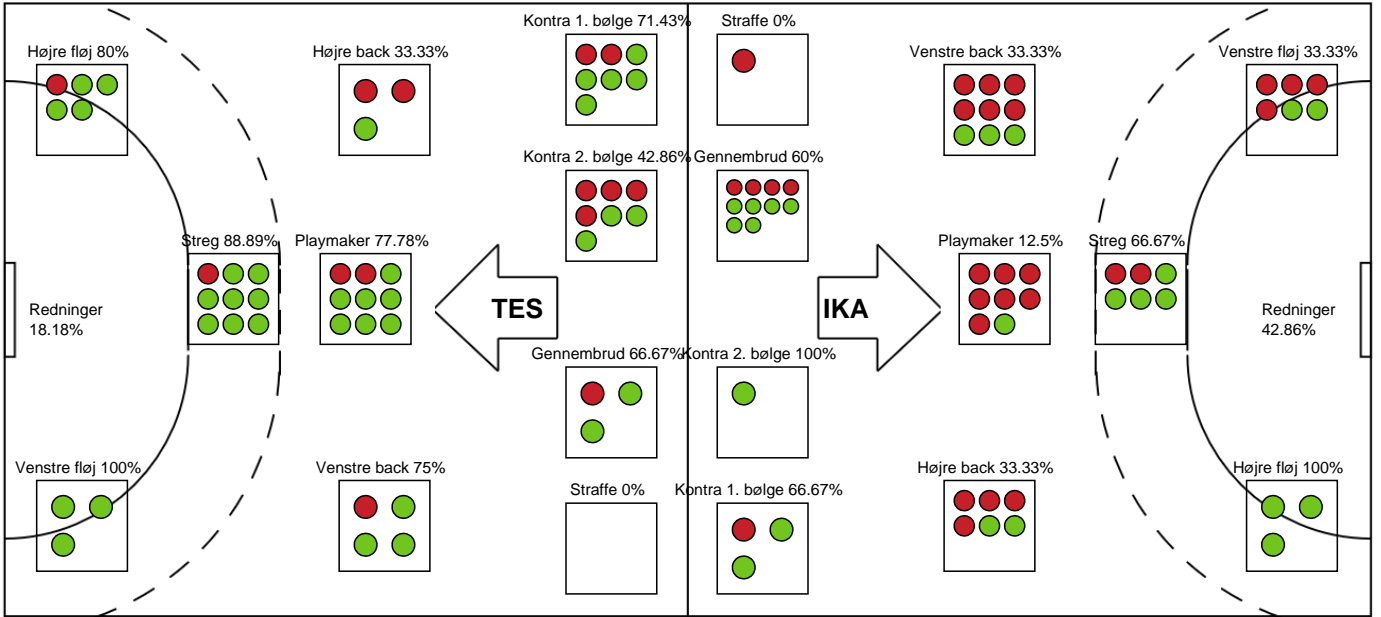 Kontra 1. bølge 71.43%
Straffe 0%
Højre fløj 80%
Højre back 33.33%
Venstre back 33.33%
Venstre fløj 33.33%
Kontra 2. bølge 42.86%
Gennembrud 60%
Streg 88.89%
Playmaker 77.78%
Playmaker 12.5%
Streg 66.67%
Redninger
18.18%
TES
IKA
Redninger
42.86%
Gennembrud 66.67%
Kontra 2. bølge 100%
Venstre fløj 100%
Venstre back 75%
Straffe 0%
Kontra 1. bølge 66.67%
Højre back 33.33%
Højre fløj 100%